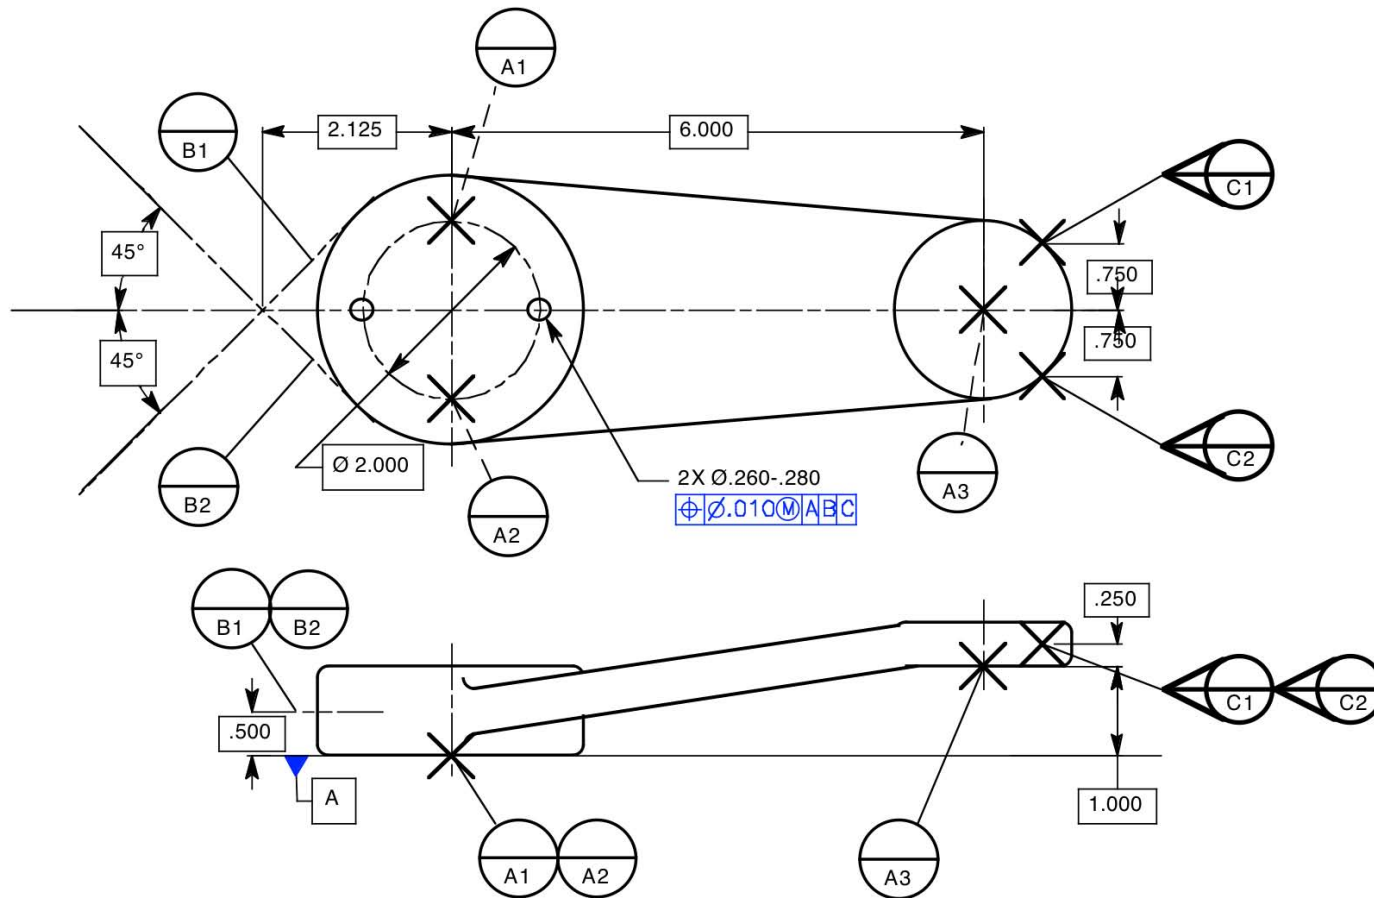 A1
B1
2.125
6.000
C1
45°
.750
45°
.750
Ø 2.000
2X Ø.260-.280
⌖ Ø.010Ⓜ A B C
B2
A2
A3
C2
B1 B2
.250
C1 C2
.500
A
1.000
A1 A2
A3